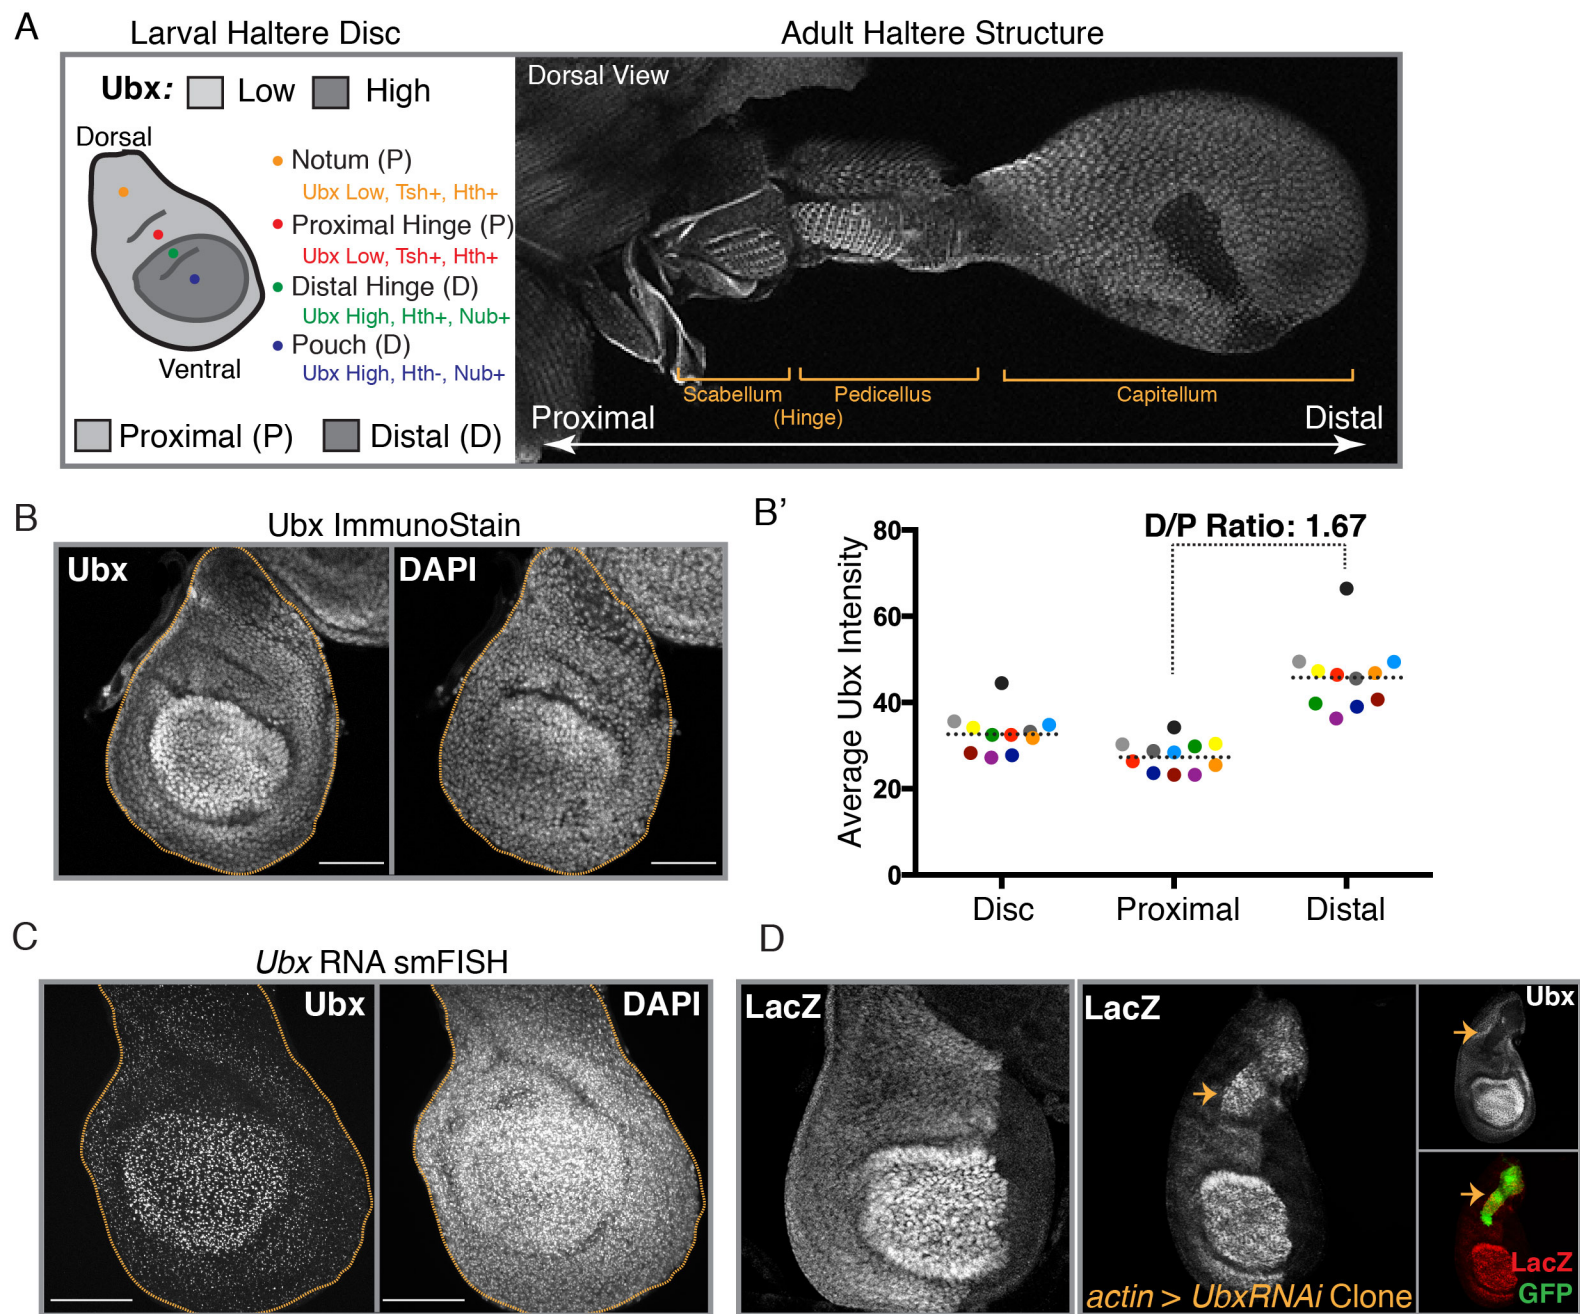 A
Larval Haltere Disc
Adult Haltere Structure
Ubx: Low High
Dorsal
Notum (P)
Ubx Low, Tsh+, Hth+
Proximal Hinge (P)
Ubx Low, Tsh+, Hth+
Distal Hinge (D)
Ubx High, Hth+, Nub+
Pouch (D)
Ubx High, Hth-, Nub+
Ventral
Proximal (P) Distal (D)
Dorsal View
Scabellum
Pedicellus
Capitellum
(Hinge)
Proximal
Distal
B
Ubx ImmunoStain
Ubx
DAPI
B'
D/P Ratio: 1.67
Average Ubx Intensity
80
60
40
20
0
Disc
Proximal
Distal
C
Ubx RNA smFISH
Ubx
DAPI
D
LacZ
LacZ
actin > UbxRNAi Clone
Ubx
LacZ
GFP